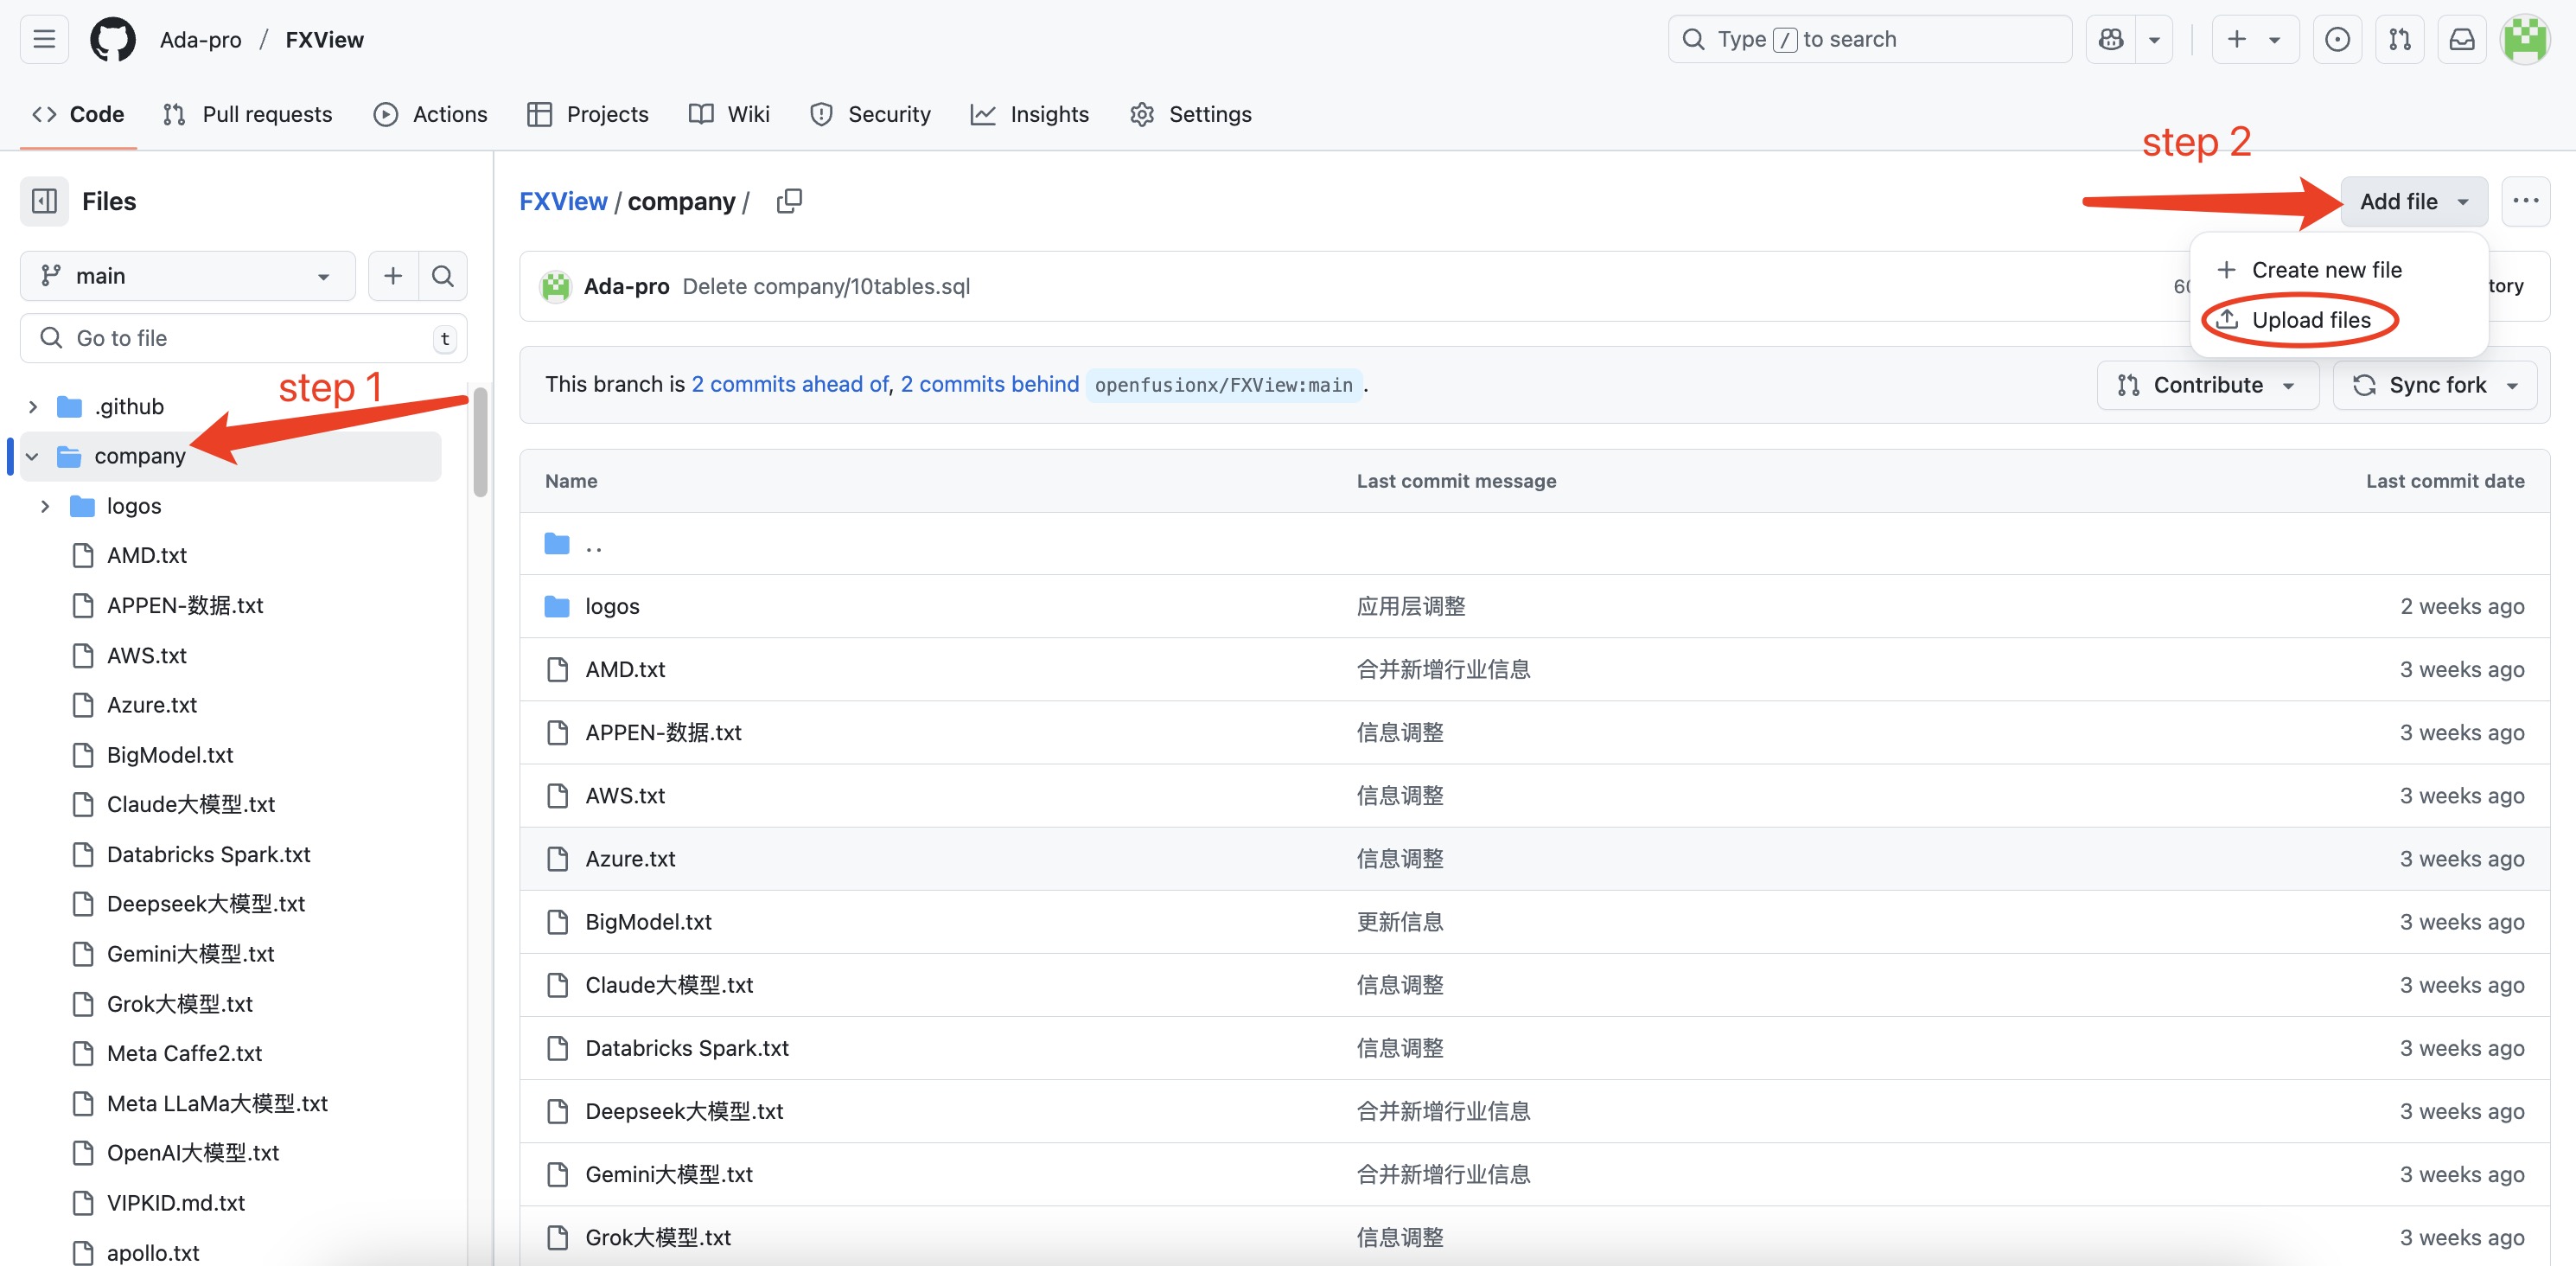 Ada-pro / FXView
Type / to search
Code Pull requests Actions Projects Wiki Security Insights Settings
step 2
Files
main
Go to file t
step 1
.github
company
logos
AMD.txt
APPEN-数据.txt
AWS.txt
Azure.txt
BigModel.txt
Claude大模型.txt
Databricks Spark.txt
Deepseek大模型.txt
Gemini大模型.txt
Grok大模型.txt
Meta Caffe2.txt
Meta LLaMa大模型.txt
OpenAI大模型.txt
VIPKID.md.txt
apollo.txt
FXView / company /
Add file
Create new file
Upload files
Ada-pro Delete company/10tables.sql
This branch is 2 commits ahead of, 2 commits behind openfusionx/FXView:main .
Contribute Sync fork
Name Last commit message Last commit date
..
logos 应用层调整 2 weeks ago
AMD.txt 合并新增行业信息 3 weeks ago
APPEN-数据.txt 信息调整 3 weeks ago
AWS.txt 信息调整 3 weeks ago
Azure.txt 信息调整 3 weeks ago
BigModel.txt 更新信息 3 weeks ago
Claude大模型.txt 信息调整 3 weeks ago
Databricks Spark.txt 信息调整 3 weeks ago
Deepseek大模型.txt 合并新增行业信息 3 weeks ago
Gemini大模型.txt 合并新增行业信息 3 weeks ago
Grok大模型.txt 信息调整 3 weeks ago